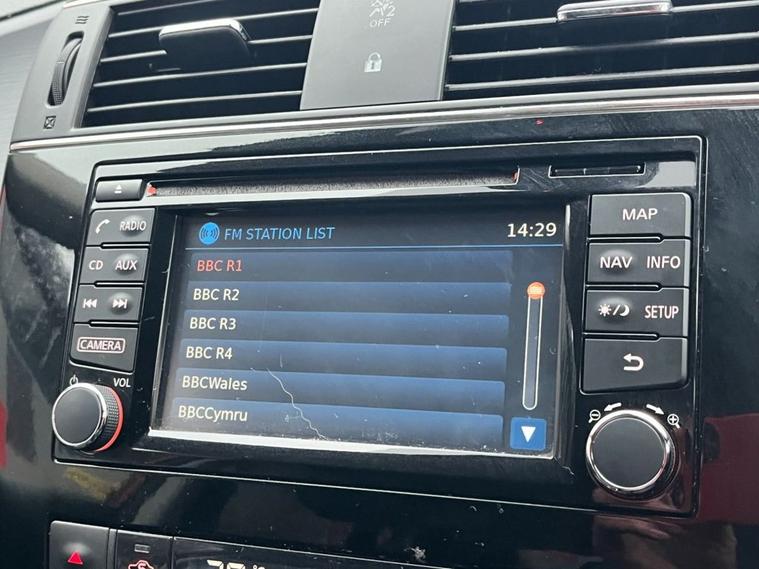 OFF
RADIO
CD AUX
CAMERA
VOL
FM STATION LIST 14:29
BBC R1
BBC R2
BBC R3
BBC R4
BBCWales
BBCCymru
MAP
NAV INFO
SETUP